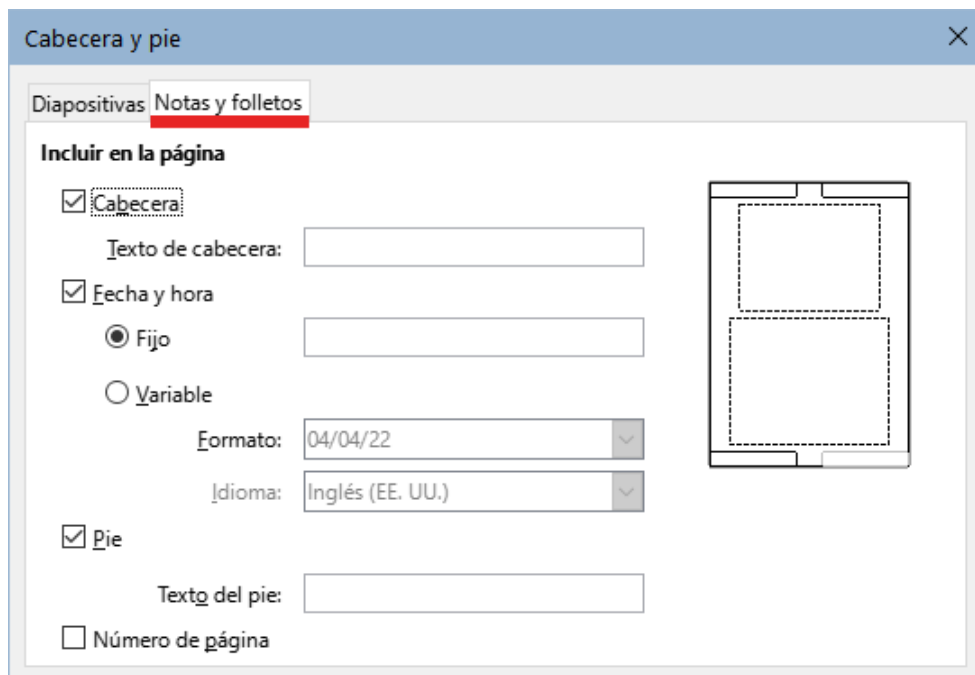 Cabecera y pie
Diapositivas Notas y folletos
Incluir en la página
Cabecera
Texto de cabecera:
Fecha y hora
Fijo
Variable
Formato: 04/04/22
Idioma: Inglés (EE. UU.)
Pie
Texto del pie:
Número de página